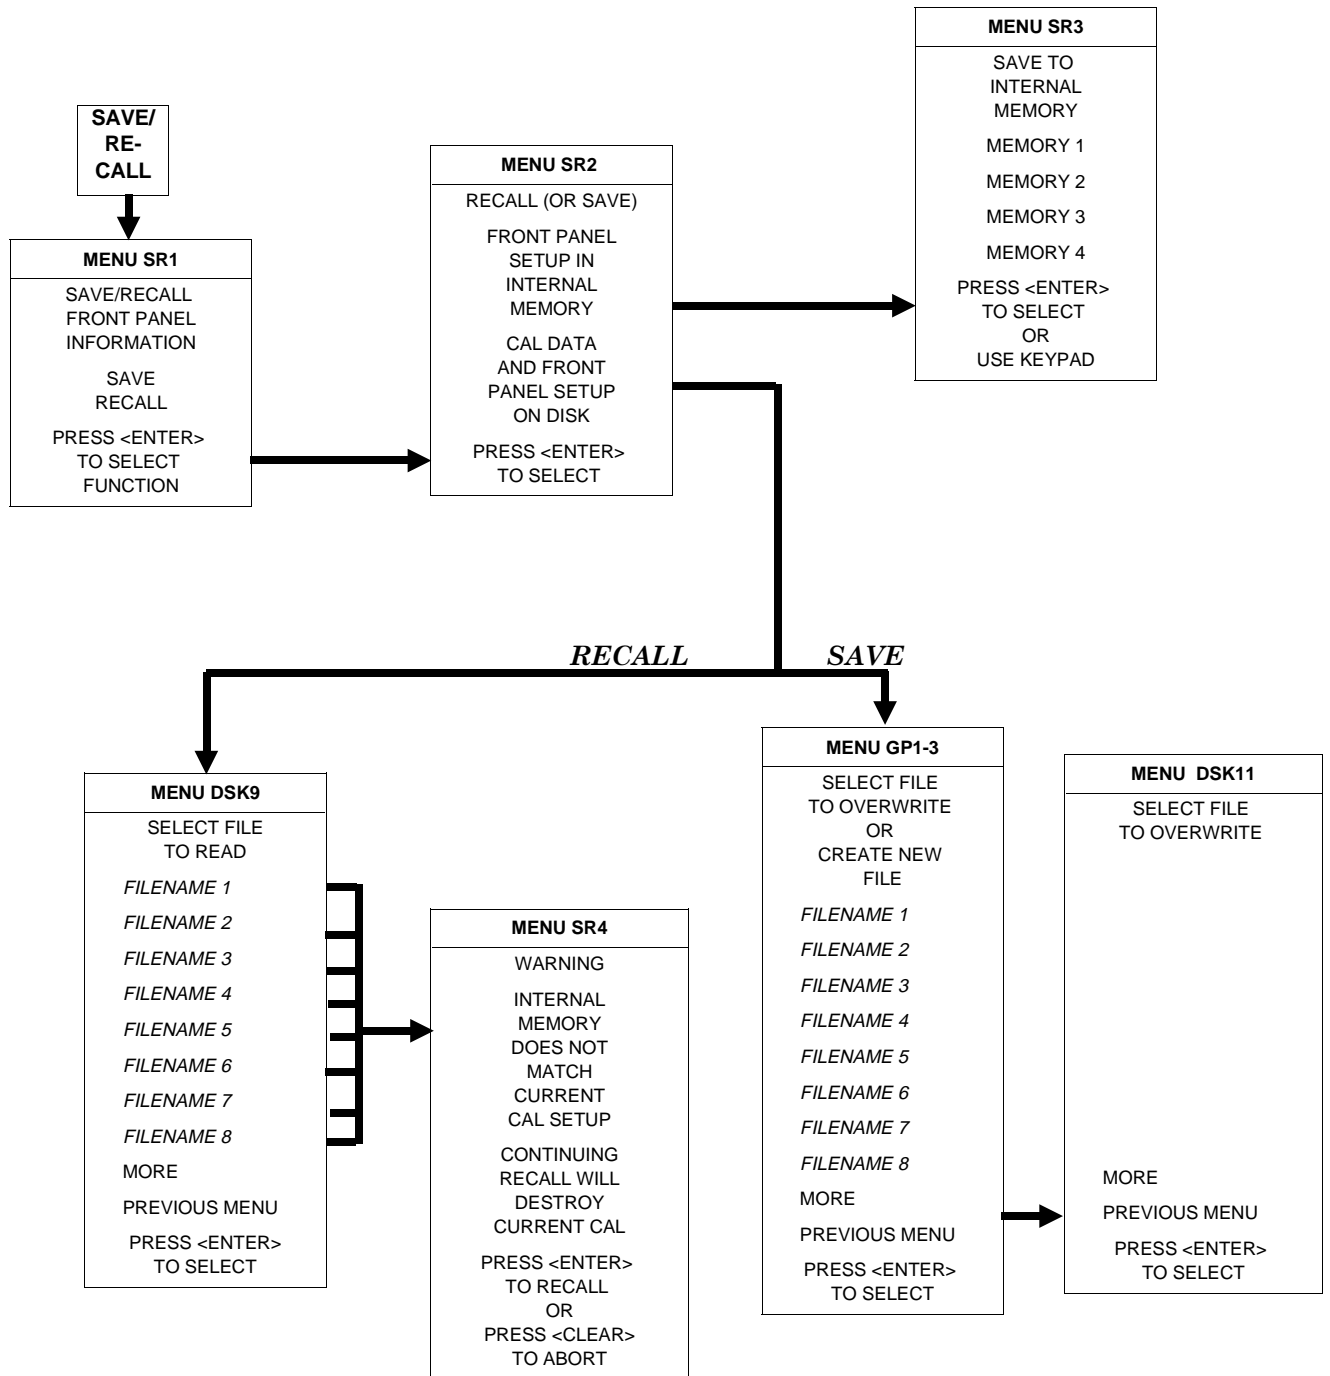 SAVE/
RE-
CALL
MENU SR1
SAVE/RECALL
FRONT PANEL
INFORMATION
SAVE
RECALL
PRESS <ENTER>
TO SELECT
FUNCTION
MENU SR2
RECALL (OR SAVE)
FRONT PANEL
SETUP IN
INTERNAL
MEMORY
CAL DATA
AND FRONT
PANEL SETUP
ON DISK
PRESS <ENTER>
TO SELECT
MENU SR3
SAVE TO
INTERNAL
MEMORY
MEMORY 1
MEMORY 2
MEMORY 3
MEMORY 4
PRESS <ENTER>
TO SELECT
OR
USE KEYPAD
RECALL
SAVE
MENU DSK9
SELECT FILE
TO READ
FILENAME 1
FILENAME 2
FILENAME 3
FILENAME 4
FILENAME 5
FILENAME 6
FILENAME 7
FILENAME 8
MORE
PREVIOUS MENU
PRESS <ENTER>
TO SELECT
MENU SR4
WARNING
INTERNAL
MEMORY
DOES NOT
MATCH
CURRENT
CAL SETUP
CONTINUING
RECALL WILL
DESTROY
CURRENT CAL
PRESS <ENTER>
TO RECALL
OR
PRESS <CLEAR>
TO ABORT
MENU GP1-3
SELECT FILE
TO OVERWRITE
OR
CREATE NEW
FILE
FILENAME 1
FILENAME 2
FILENAME 3
FILENAME 4
FILENAME 5
FILENAME 6
FILENAME 7
FILENAME 8
MORE
PREVIOUS MENU
PRESS <ENTER>
TO SELECT
MENU DSK11
SELECT FILE
TO OVERWRITE
MORE
PREVIOUS MENU
PRESS <ENTER>
TO SELECT